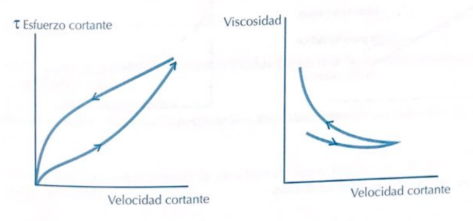 τ Esfuerzo cortante
Velocidad cortante
Viscosidad
Velocidad cortante